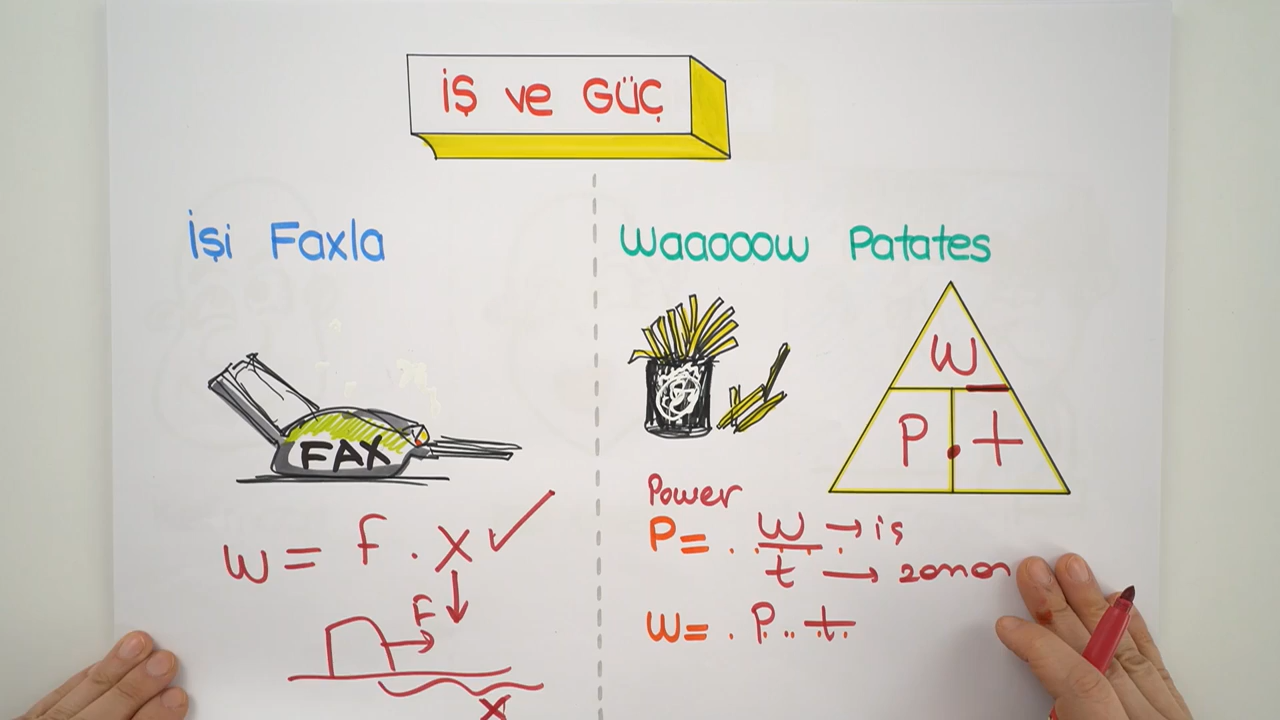 İŞ ve GÜÇ
İşi Faxla
FAX
W = F . X ✓
F
X
Waaooow Patates
W
P . t
Power
P = W → iş
t → zaman
W = P . t